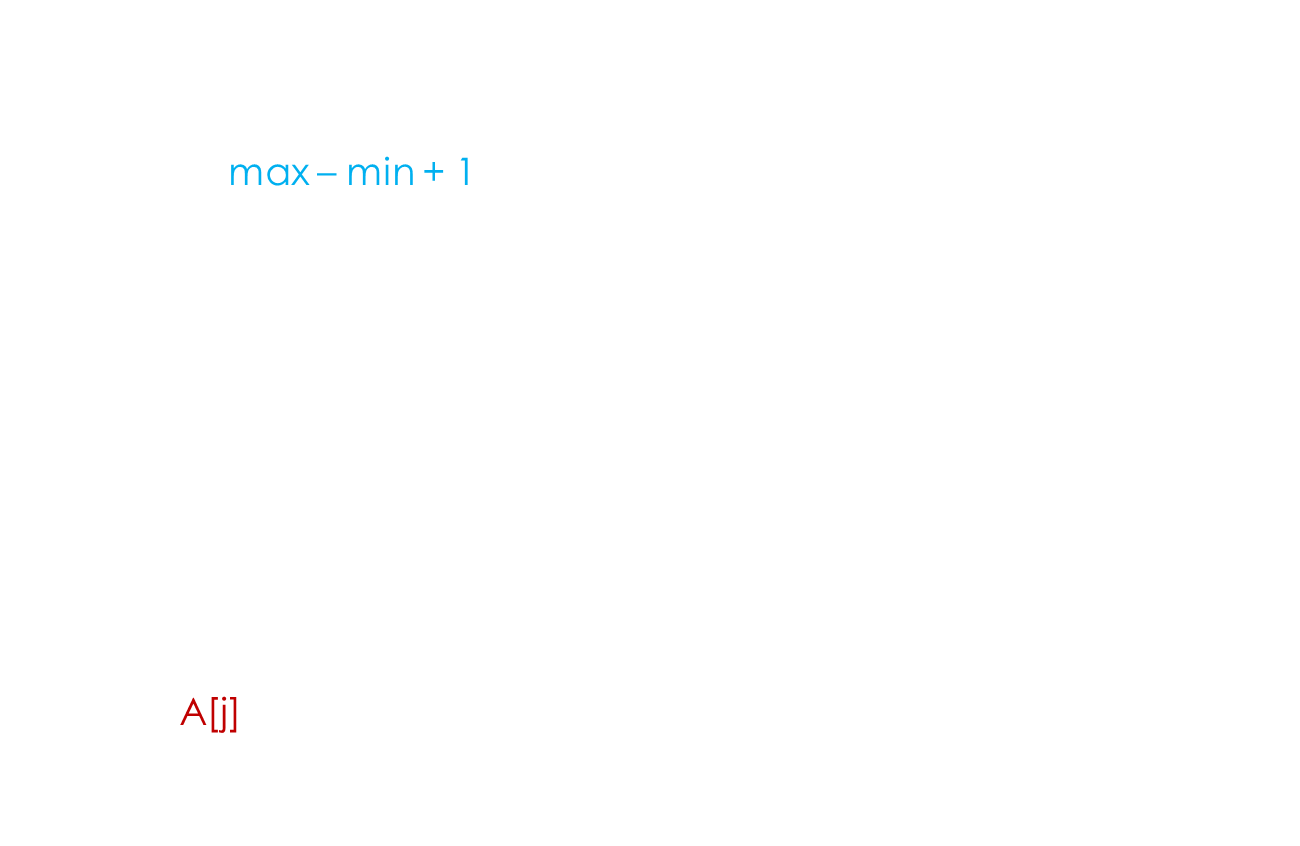 max – min + 1
A[j]